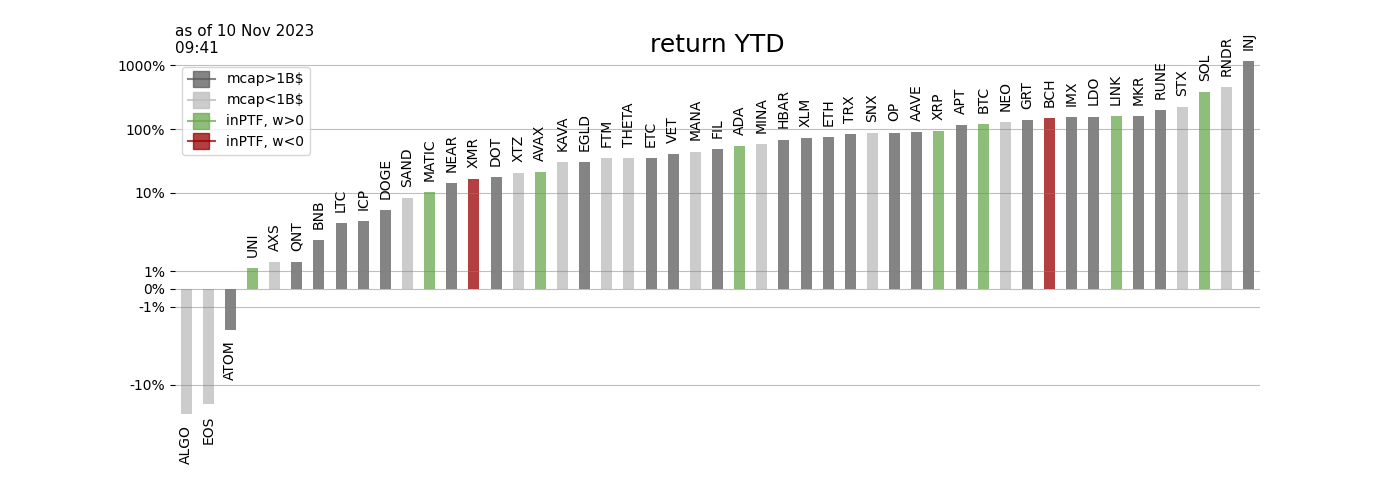 as of 10 Nov 2023
09:41
return YTD
mcap>1B$
mcap<1B$
inPTF, w>0
inPTF, w<0
1000%
100%
10%
1%
0%
-1%
-10%
ALGO
EOS
ATOM
UNI
AXS
QNT
BNB
LTC
ICP
DOGE
SAND
MATIC
NEAR
XMR
DOT
XTZ
AVAX
KAVA
EGLD
FTM
THETA
ETC
VET
MANA
FIL
ADA
MINA
HBAR
XLM
ETH
TRX
SNX
OP
AAVE
XRP
APT
BTC
NEO
GRT
BCH
IMX
LDO
LINK
MKR
RUNE
STX
SOL
RNDR
INJ